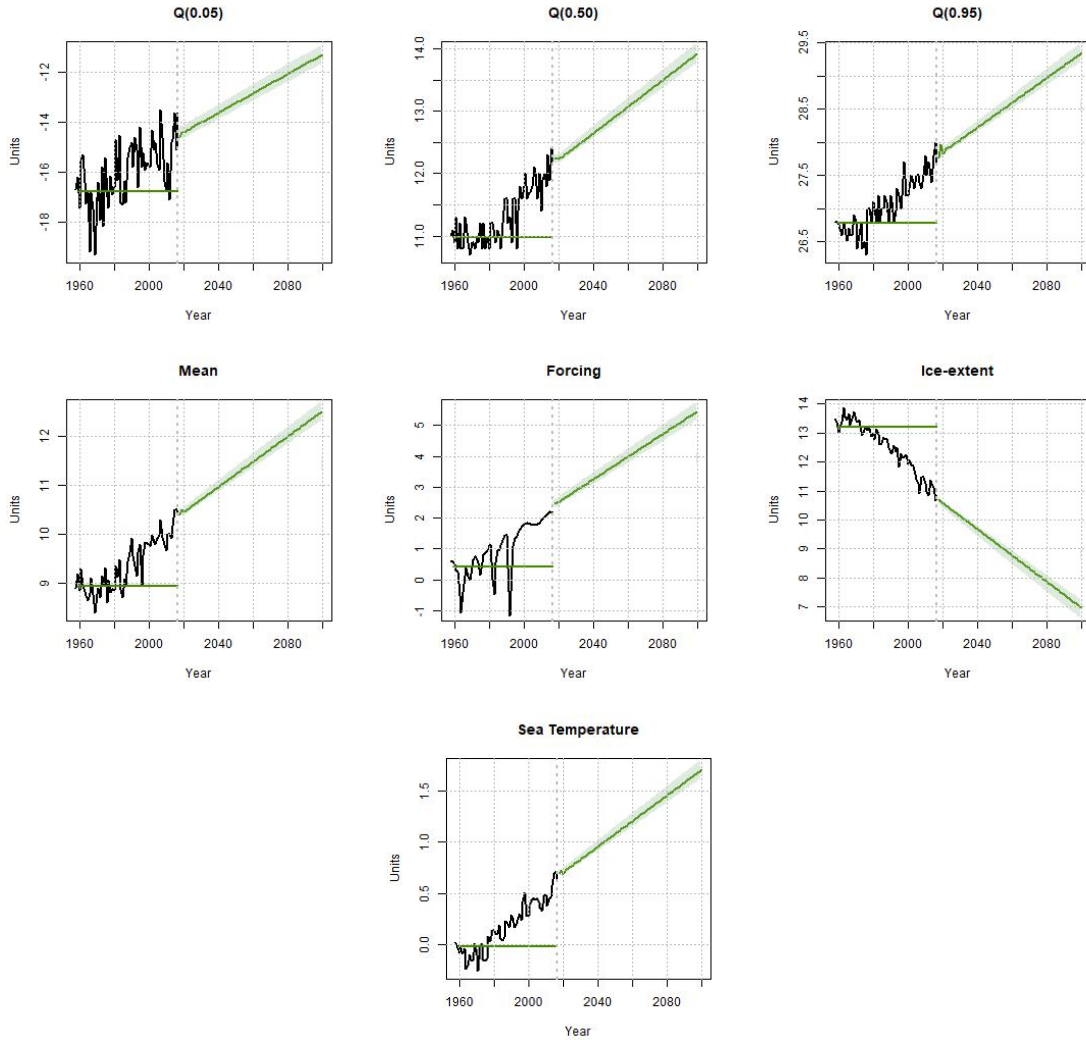 Q(0.05) Q(0.50) Q(0.95)
Units -12 -14 -16 -18
1960 2000 2040 2080
Year
Units 14.0 13.0 12.0 11.0
1960 2000 2040 2080
Year
Units 29.5 28.5 27.5 26.5
1960 2000 2040 2080
Year
Mean Forcing Ice-extent
Units 12 11 10 9
1960 2000 2040 2080
Year
Units 5 4 3 2 1 0 -1
1960 2000 2040 2080
Year
Units 14 13 12 11 10 9 8 7
1960 2000 2040 2080
Year
Sea Temperature
Units 1.5 1.0 0.5 0.0
1960 2000 2040 2080
Year